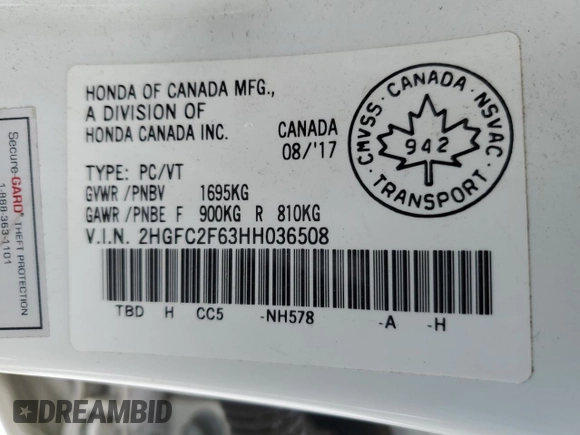 HONDA OF CANADA MFG.,
A DIVISION OF
HONDA CANADA INC.
CANADA
08/'17
TYPE: PC/VT
GVWR/PNBV 1695KG
GAWR/PNBE F 900KG R 810KG
V.I.N. 2HGFC2F63HH036508
TBD H CC5 -NH578 -A -H
CMVSS · CANADA · NSVAC
942
TRANSPORT
Secure-GARD® THEFT PROTECTION
1-888-363-1101
DREAMBID